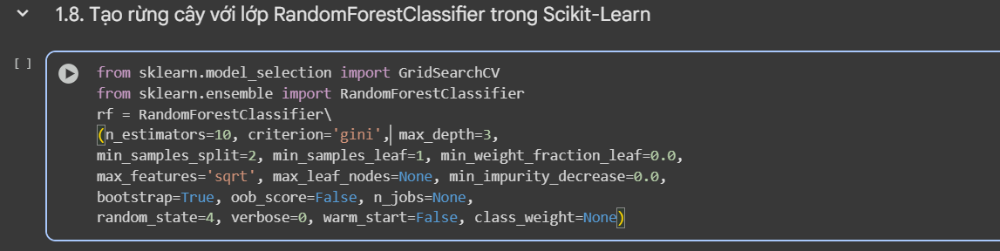 1.8. Tạo rừng cây với lớp RandomForestClassifier trong Scikit-Learn
[ ]
from sklearn.model_selection import GridSearchCV
from sklearn.ensemble import RandomForestClassifier
rf = RandomForestClassifier\
(n_estimators=10, criterion='gini', max_depth=3,
min_samples_split=2, min_samples_leaf=1, min_weight_fraction_leaf=0.0,
max_features='sqrt', max_leaf_nodes=None, min_impurity_decrease=0.0,
bootstrap=True, oob_score=False, n_jobs=None,
random_state=4, verbose=0, warm_start=False, class_weight=None)